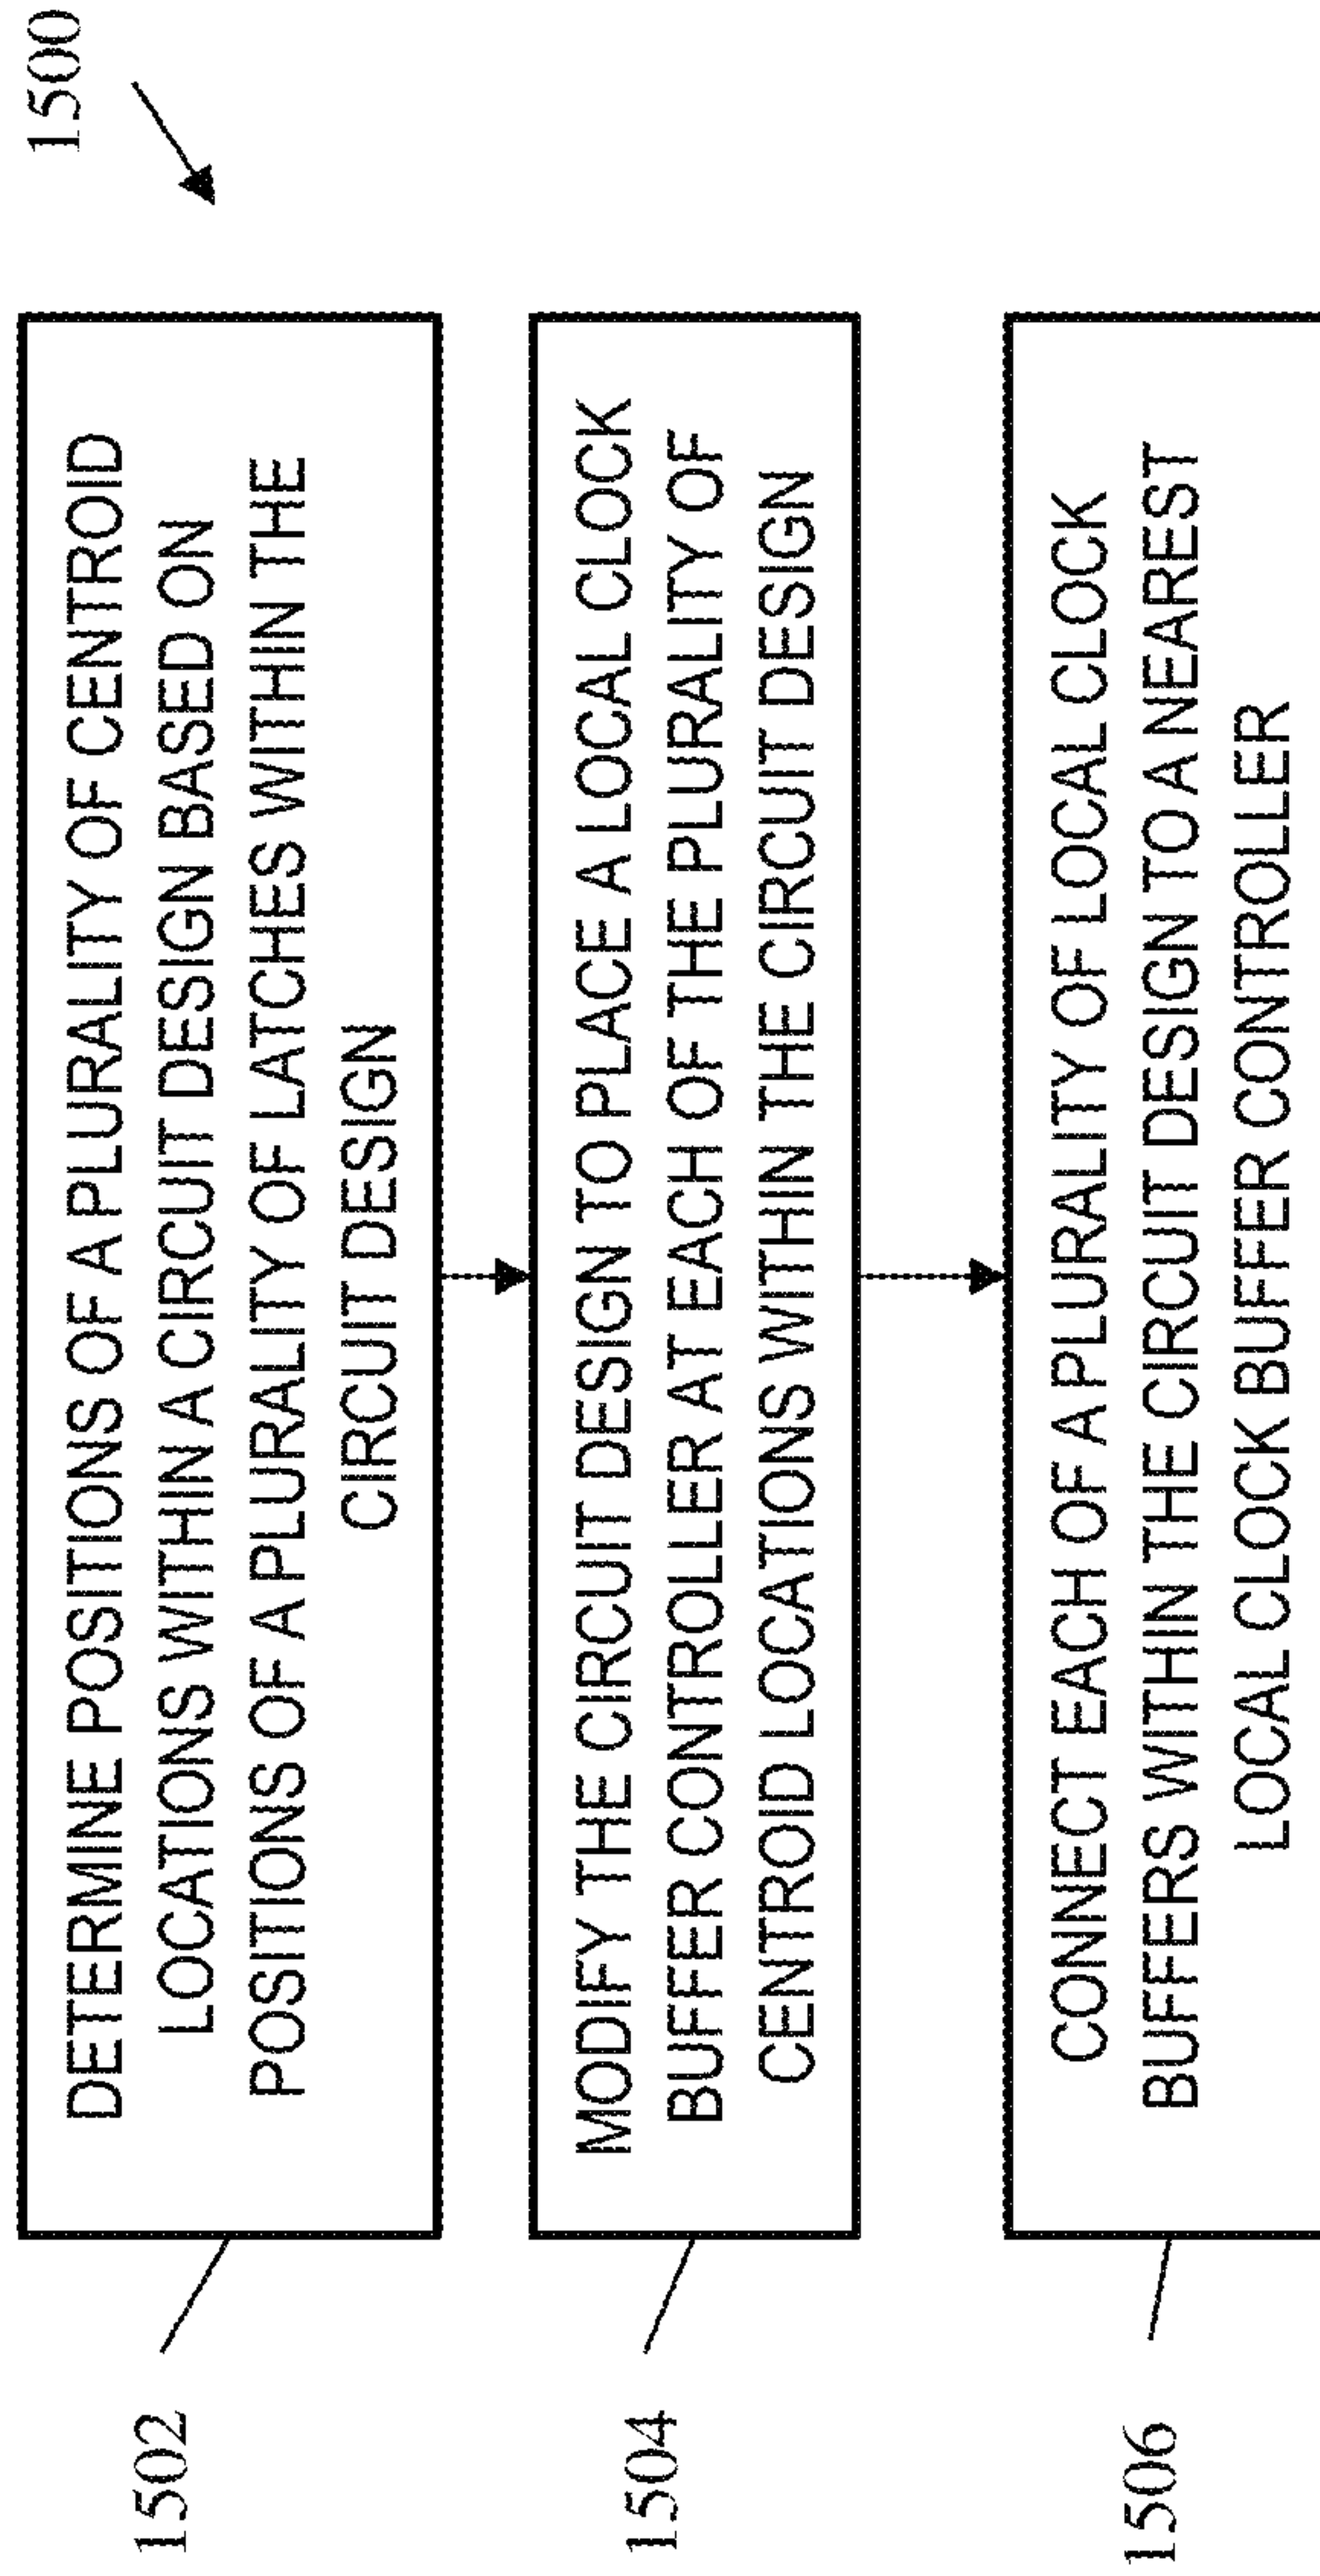 1500
1502
DETERMINE POSITIONS OF A PLURALITY OF CENTROID
LOCATIONS WITHIN A CIRCUIT DESIGN BASED ON
POSITIONS OF A PLURALITY OF LATCHES WITHIN THE
CIRCUIT DESIGN
1504
MODIFY THE CIRCUIT DESIGN TO PLACE A LOCAL CLOCK
BUFFER CONTROLLER AT EACH OF THE PLURALITY OF
CENTROID LOCATIONS WITHIN THE CIRCUIT DESIGN
1506
CONNECT EACH OF A PLURALITY OF LOCAL CLOCK
BUFFERS WITHIN THE CIRCUIT DESIGN TO A NEAREST
LOCAL CLOCK BUFFER CONTROLLER